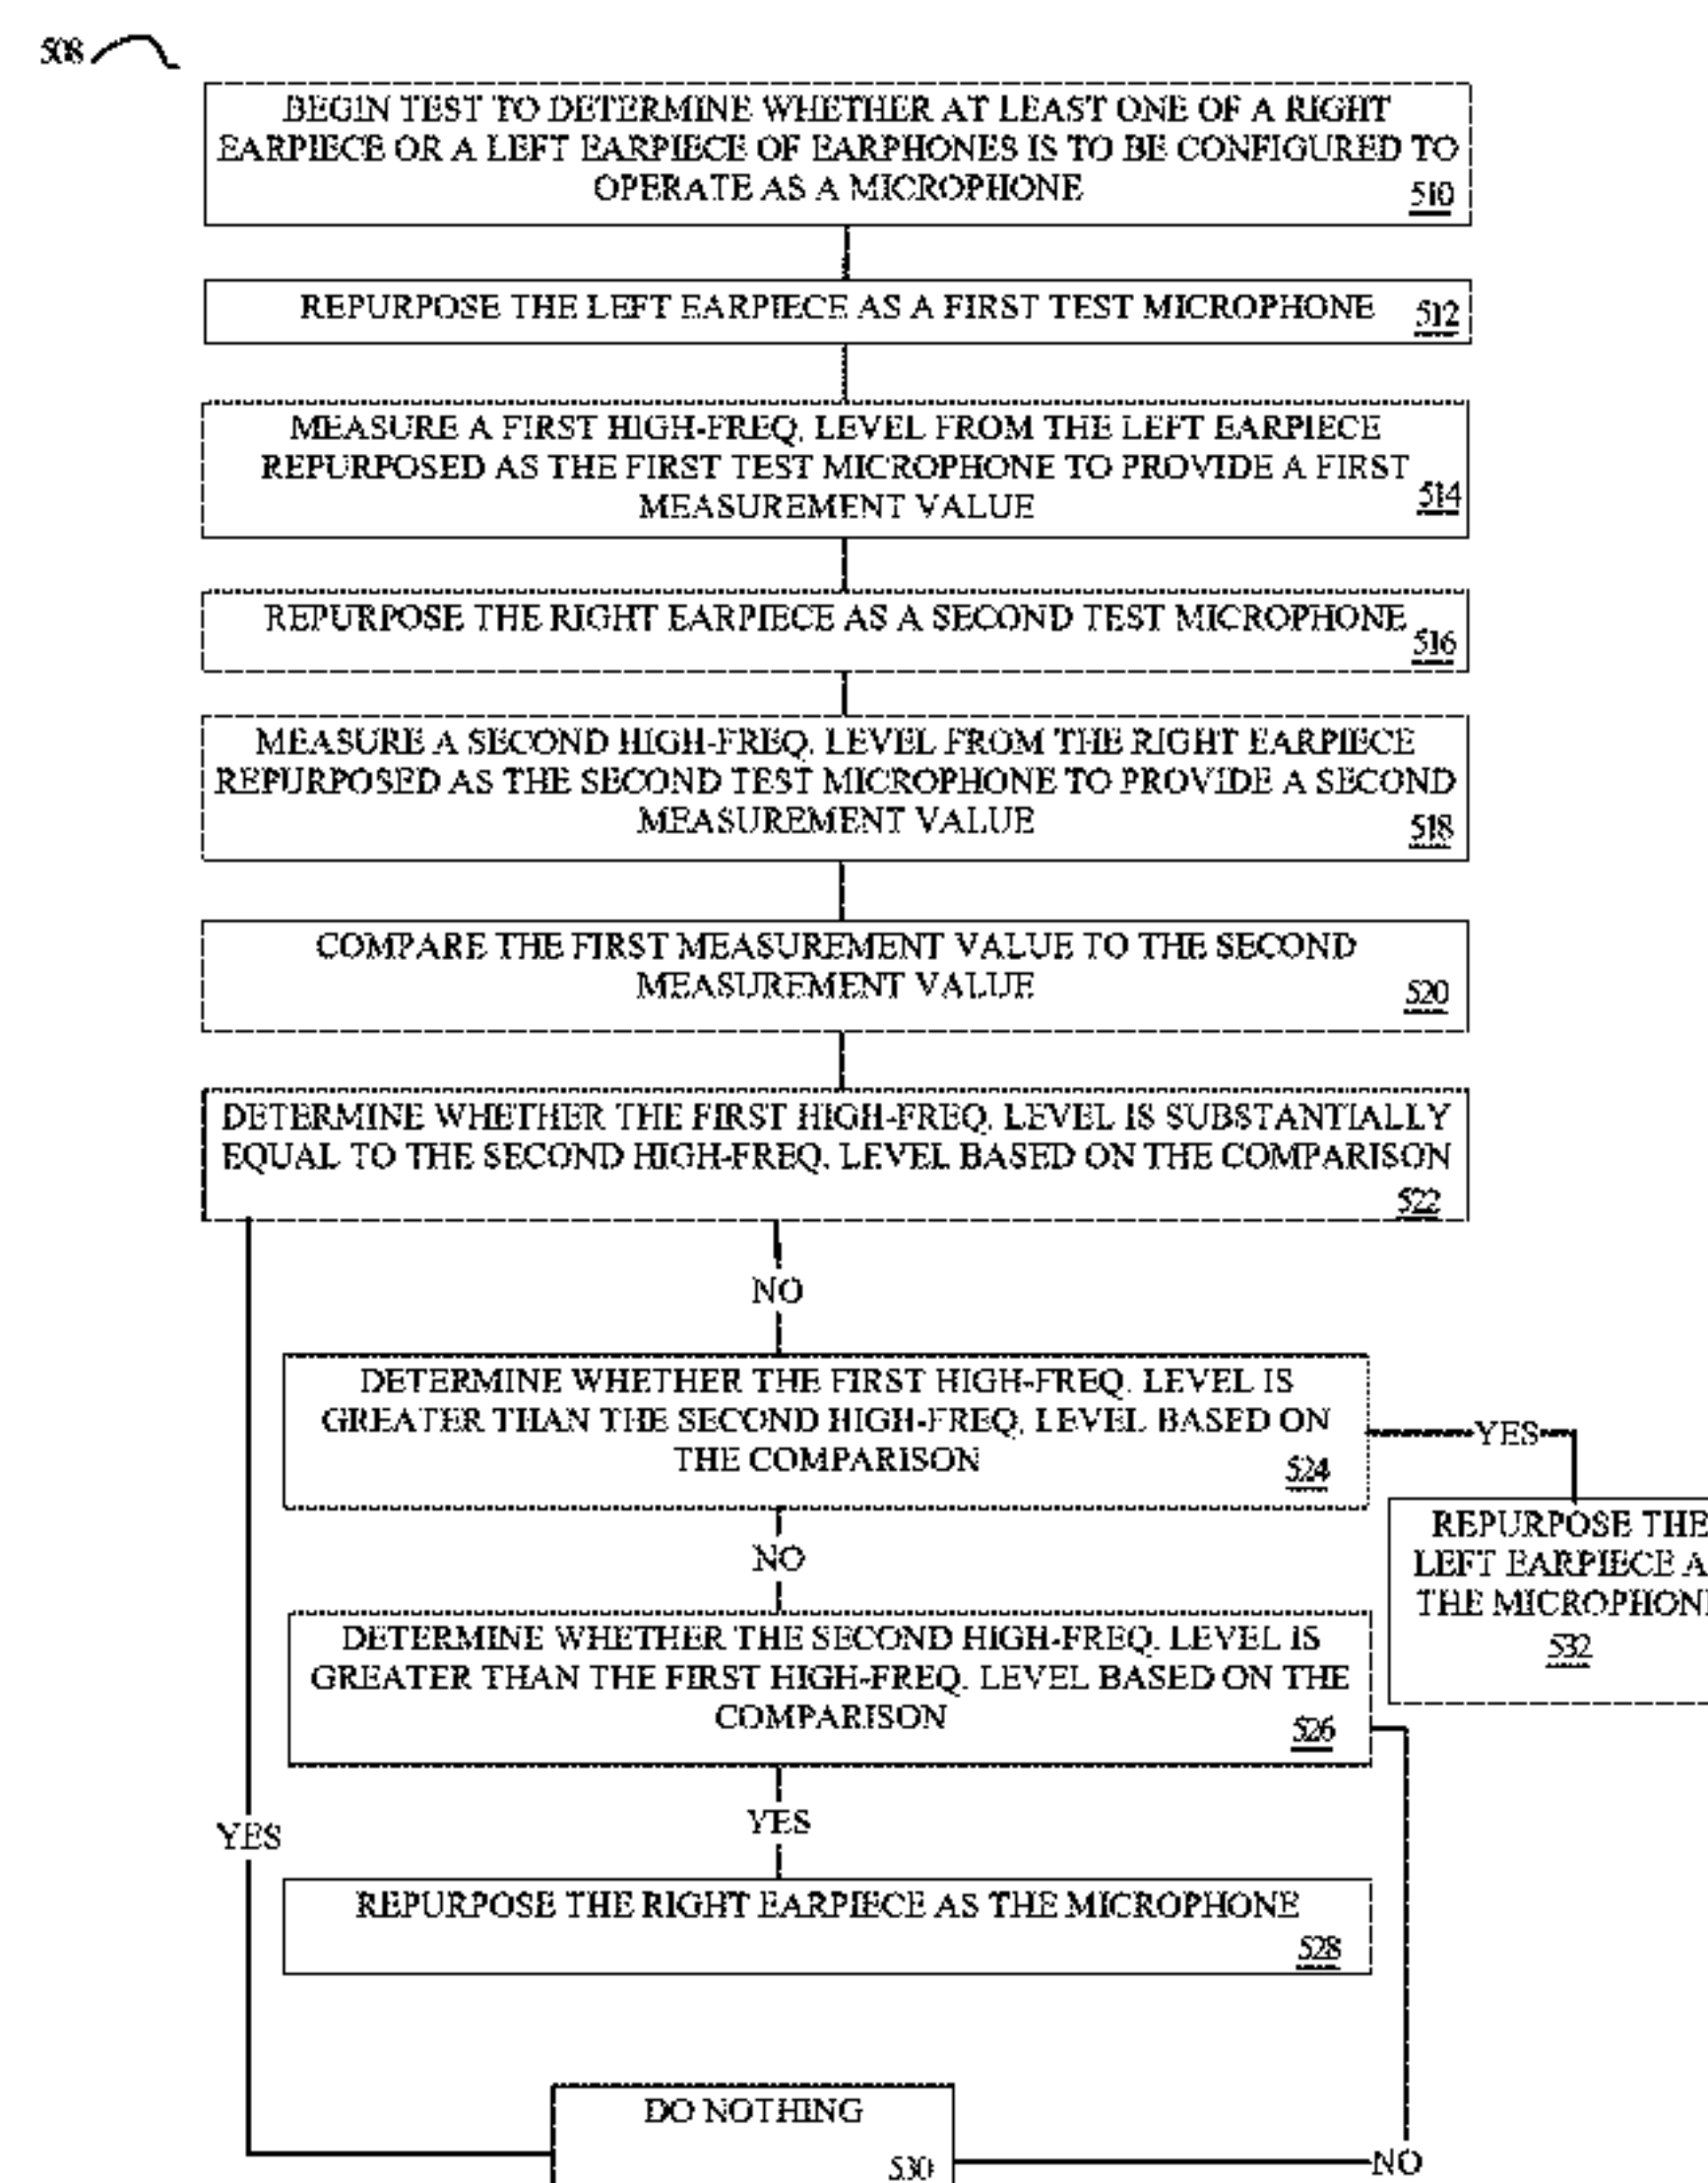 508
BEGIN TEST TO DETERMINE WHETHER AT LEAST ONE OF A RIGHT
EARPIECE OR A LEFT EARPIECE OF EARPHONES IS TO BE CONFIGURED TO
OPERATE AS A MICROPHONE
510
REPURPOSE THE LEFT EARPIECE AS A FIRST TEST MICROPHONE
512
MEASURE A FIRST HIGH-FREQ. LEVEL FROM THE LEFT EARPIECE
REPURPOSED AS THE FIRST TEST MICROPHONE TO PROVIDE A FIRST
MEASUREMENT VALUE
514
REPURPOSE THE RIGHT EARPIECE AS A SECOND TEST MICROPHONE
516
MEASURE A SECOND HIGH-FREQ. LEVEL FROM THE RIGHT EARPIECE
REPURPOSED AS THE SECOND TEST MICROPHONE TO PROVIDE A SECOND
MEASUREMENT VALUE
518
COMPARE THE FIRST MEASUREMENT VALUE TO THE SECOND
MEASUREMENT VALUE
520
DETERMINE WHETHER THE FIRST HIGH-FREQ. LEVEL IS SUBSTANTIALLY
EQUAL TO THE SECOND HIGH-FREQ. LEVEL BASED ON THE COMPARISON
522
NO
DETERMINE WHETHER THE FIRST HIGH-FREQ. LEVEL IS
GREATER THAN THE SECOND HIGH-FREQ. LEVEL BASED ON
THE COMPARISON
524
YES
REPURPOSE THE
LEFT EARPIECE A
THE MICROPHON
532
NO
DETERMINE WHETHER THE SECOND HIGH-FREQ. LEVEL IS
GREATER THAN THE FIRST HIGH-FREQ. LEVEL BASED ON THE
COMPARISON
526
YES
YES
REPURPOSE THE RIGHT EARPIECE AS THE MICROPHONE
528
DO NOTHING
530
NO